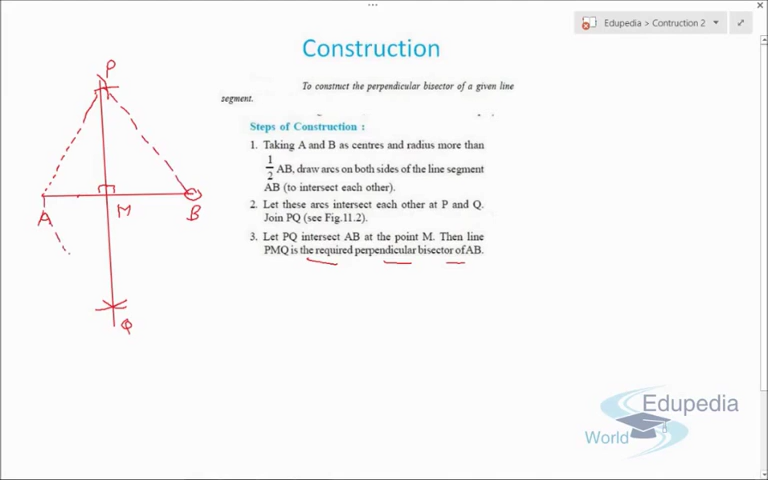 Edupedia > Contruction 2
Construction
To construct the perpendicular bisector of a given line
segment.
Steps of Construction :
1. Taking A and B as centres and radius more than
1/2 AB, draw arcs on both sides of the line segment
AB (to intersect each other).
2. Let these arcs intersect each other at P and Q.
Join PQ (see Fig.11.2).
3. Let PQ intersect AB at the point M. Then line
PMQ is the required perpendicular bisector of AB.
P
A
M
B
Q
Edupedia
World